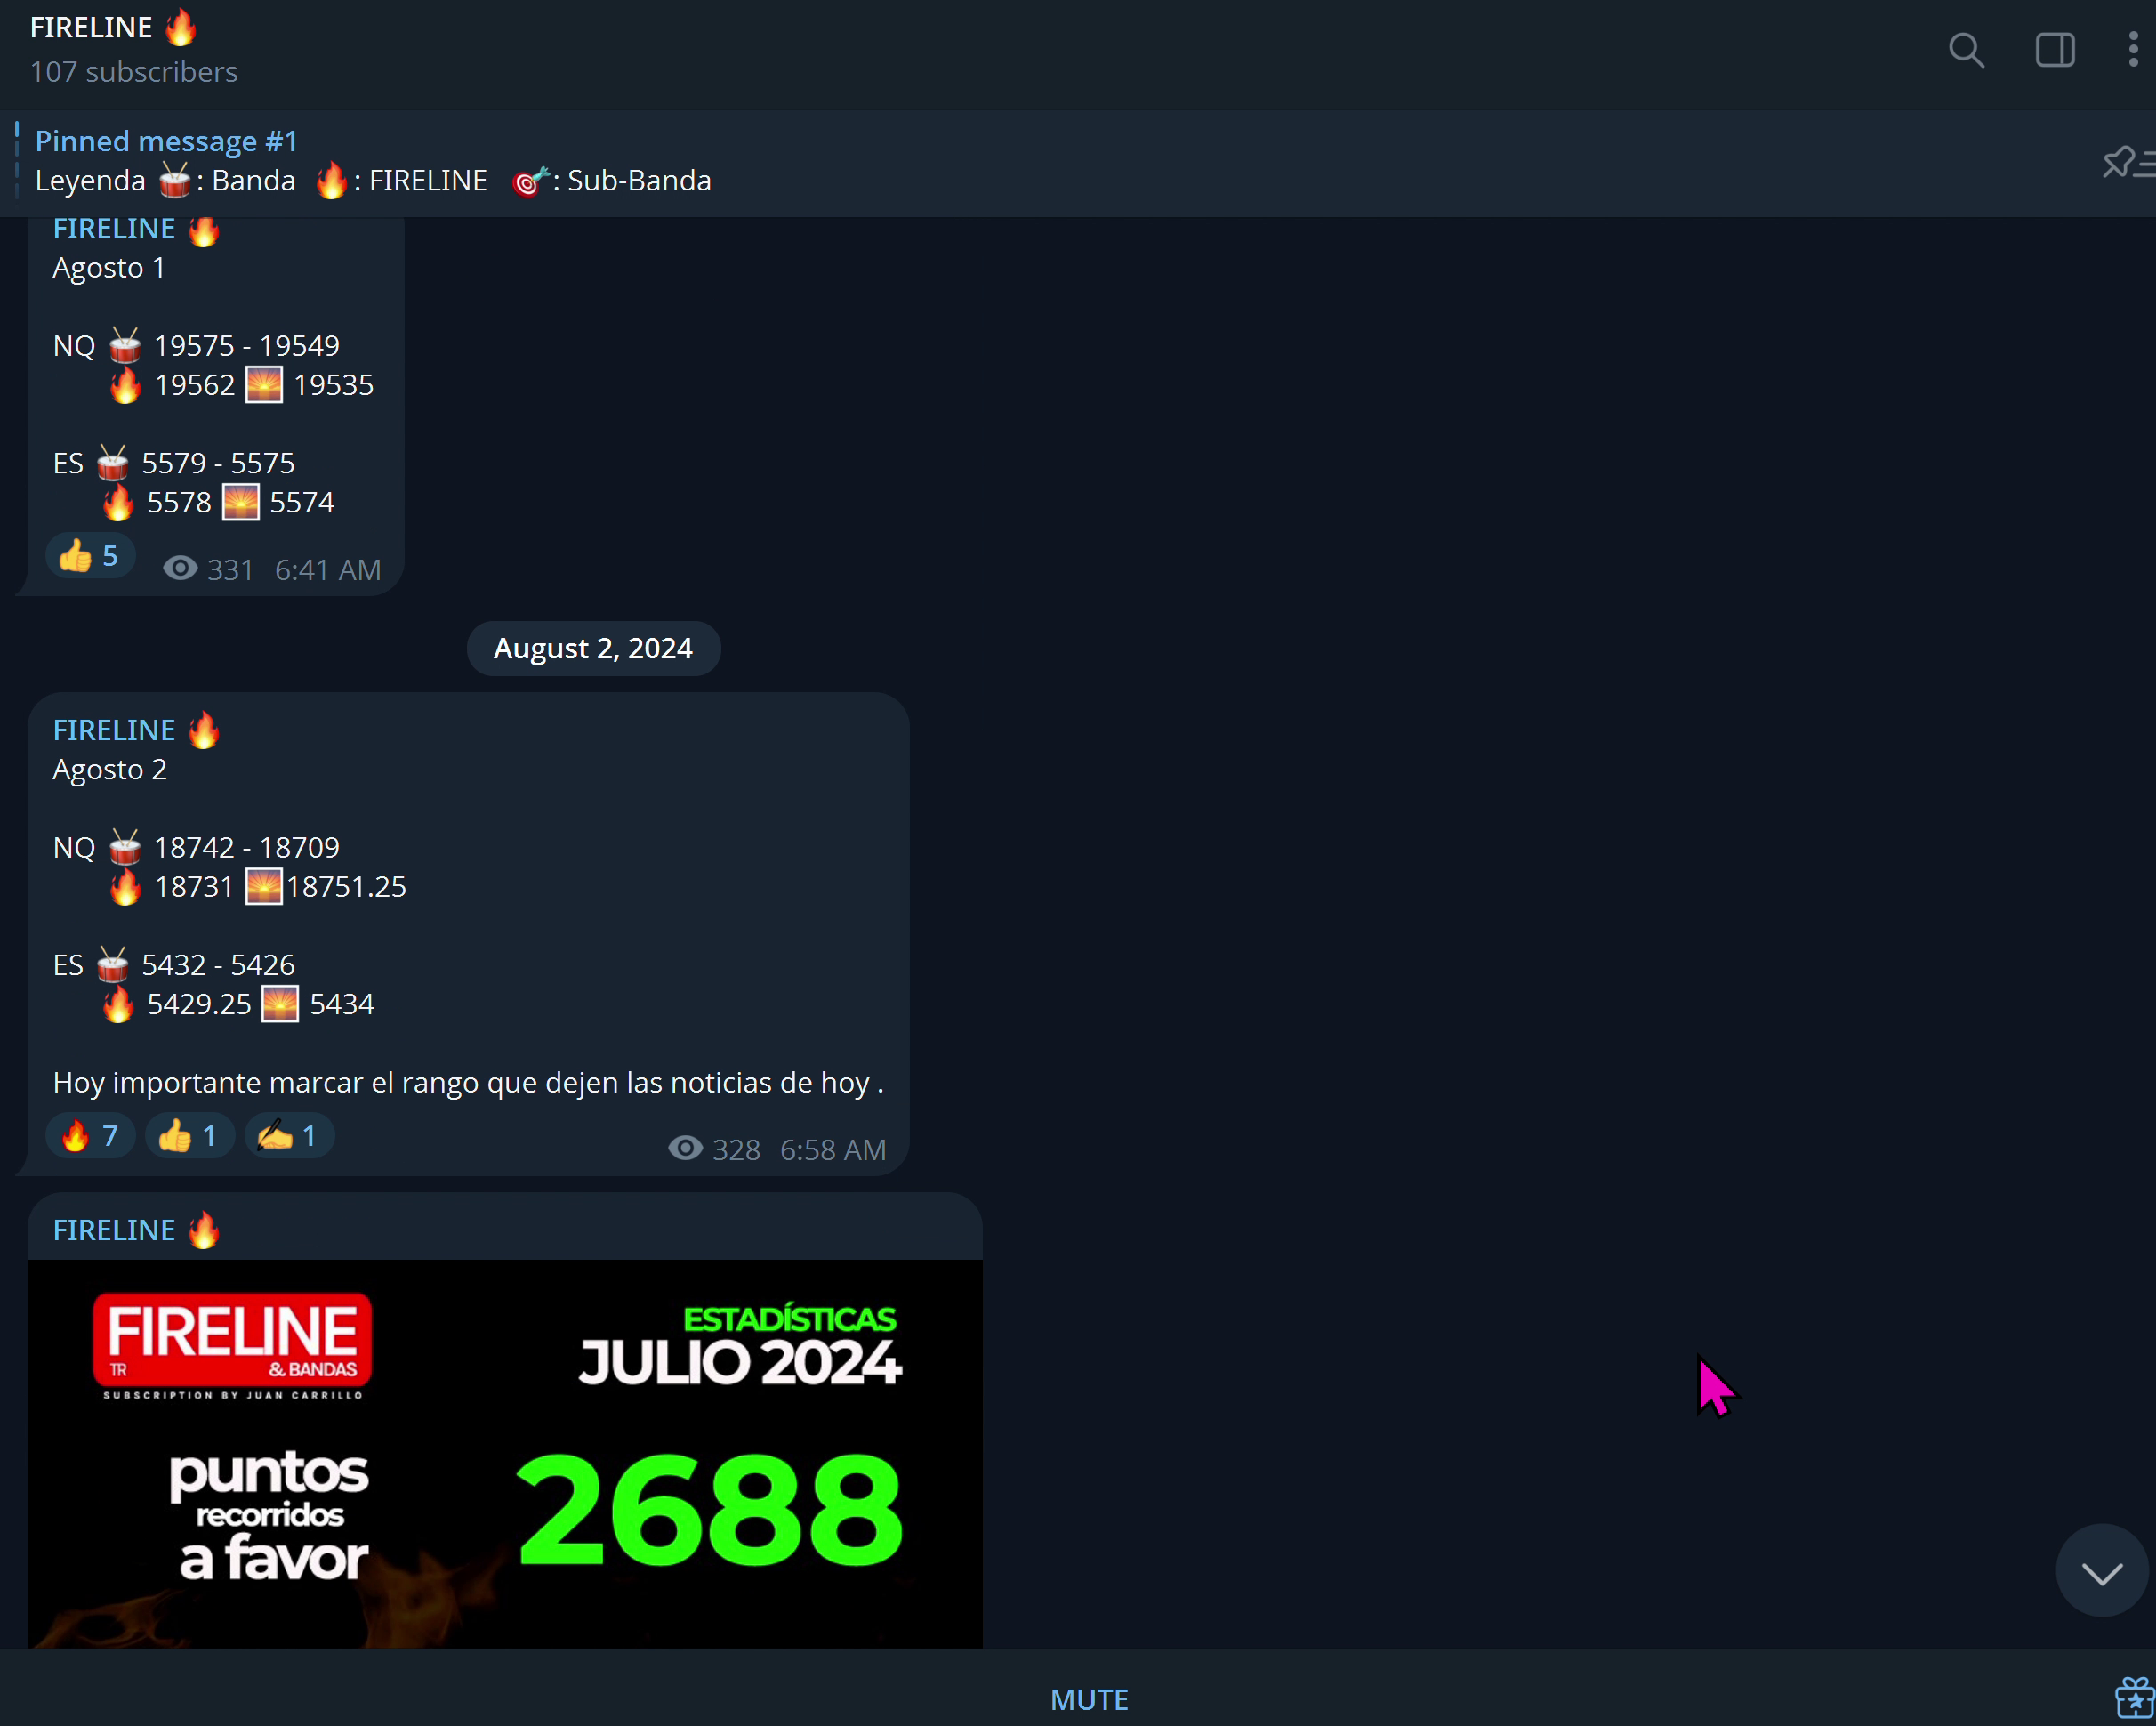 FIRELINE 🔥
107 subscribers
Pinned message #1
Leyenda 🥁: Banda 🔥: FIRELINE 🎯: Sub-Banda
FIRELINE 🔥
Agosto 1
NQ 🥁 19575 - 19549
🔥 19562 🌅 19535
ES 🥁 5579 - 5575
🔥 5578 🌅 5574
👍 5 331 6:41 AM
August 2, 2024
FIRELINE 🔥
Agosto 2
NQ 🥁 18742 - 18709
🔥 18731 🌅18751.25
ES 🥁 5432 - 5426
🔥 5429.25 🌅 5434
Hoy importante marcar el rango que dejen las noticias de hoy .
🔥 7 👍 1 ✍ 1 328 6:58 AM
FIRELINE 🔥
FIRELINE
TR & BANDAS
SUBSCRIPTION BY JUAN CARRILLO
ESTADÍSTICAS
JULIO 2024
puntos
recorridos
a favor
2688
MUTE